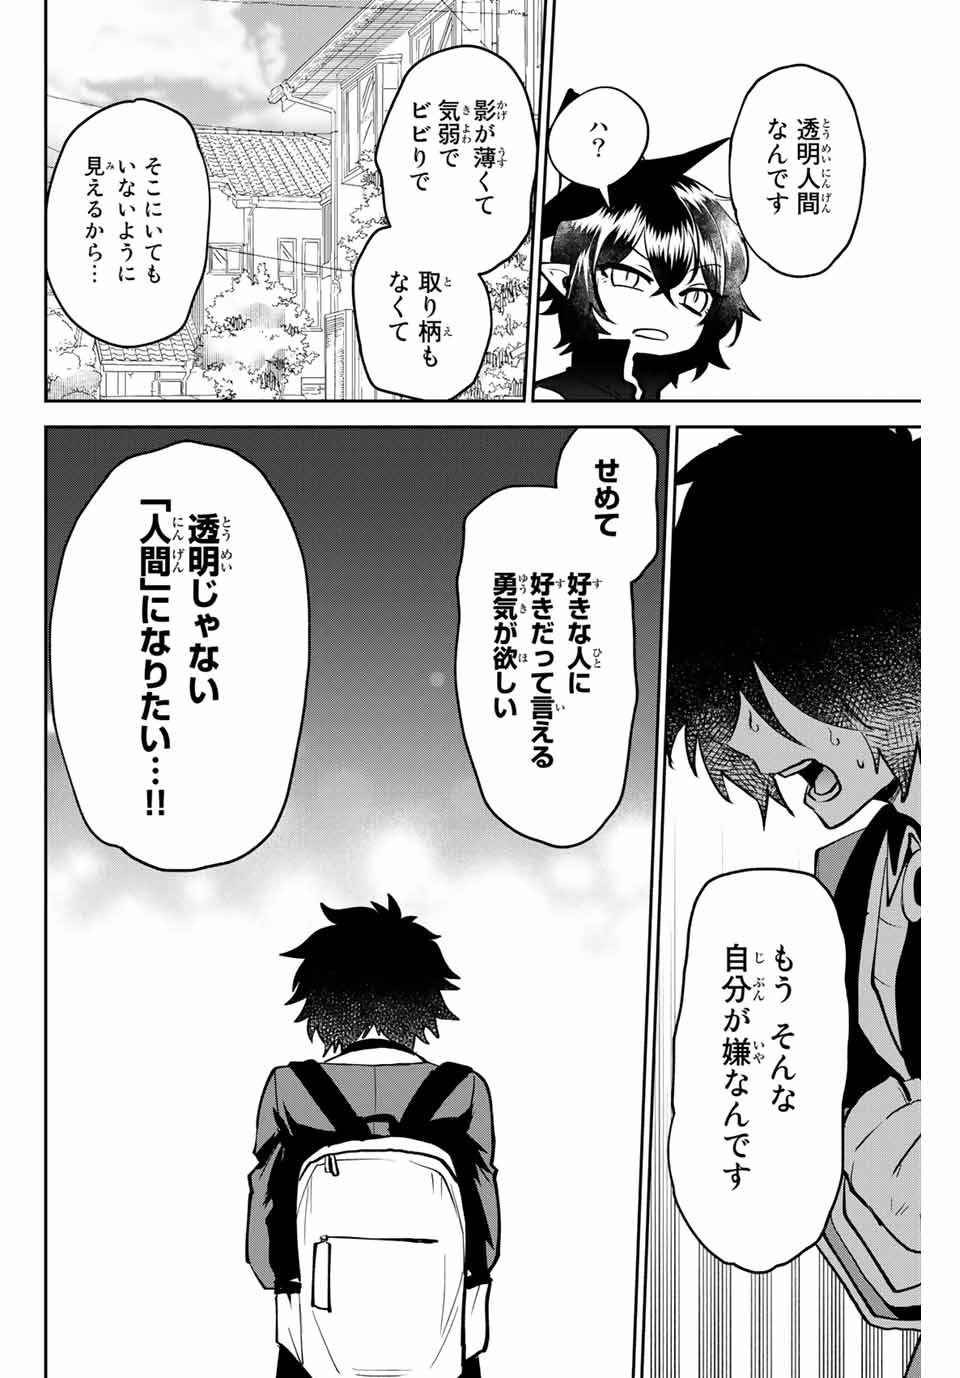 透明人間
なんです
ハ？
影が薄くて
気弱で
ビビりで
取り柄も
なくて
そこにいても
いないように
見えるから…
もう そんな
自分が嫌なんです
せめて
好きな人に
好きだって言える
勇気が欲しい
透明じゃない
「人間」になりたい…!!